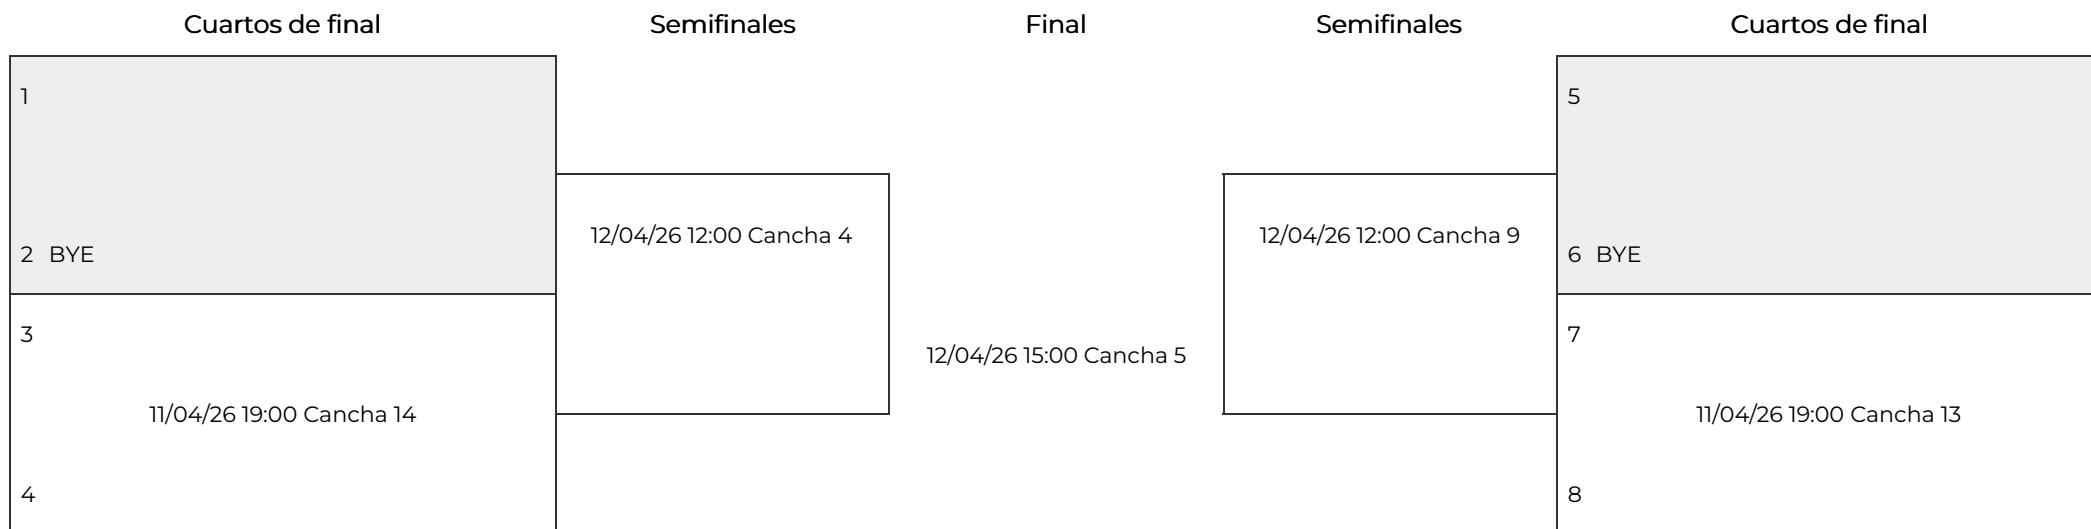 Cuartos de final
Semifinales
Final
Semifinales
Cuartos de final
1
2 BYE
3
11/04/26 19:00 Cancha 14
4
12/04/26 12:00 Cancha 4
12/04/26 15:00 Cancha 5
12/04/26 12:00 Cancha 9
5
6 BYE
7
11/04/26 19:00 Cancha 13
8